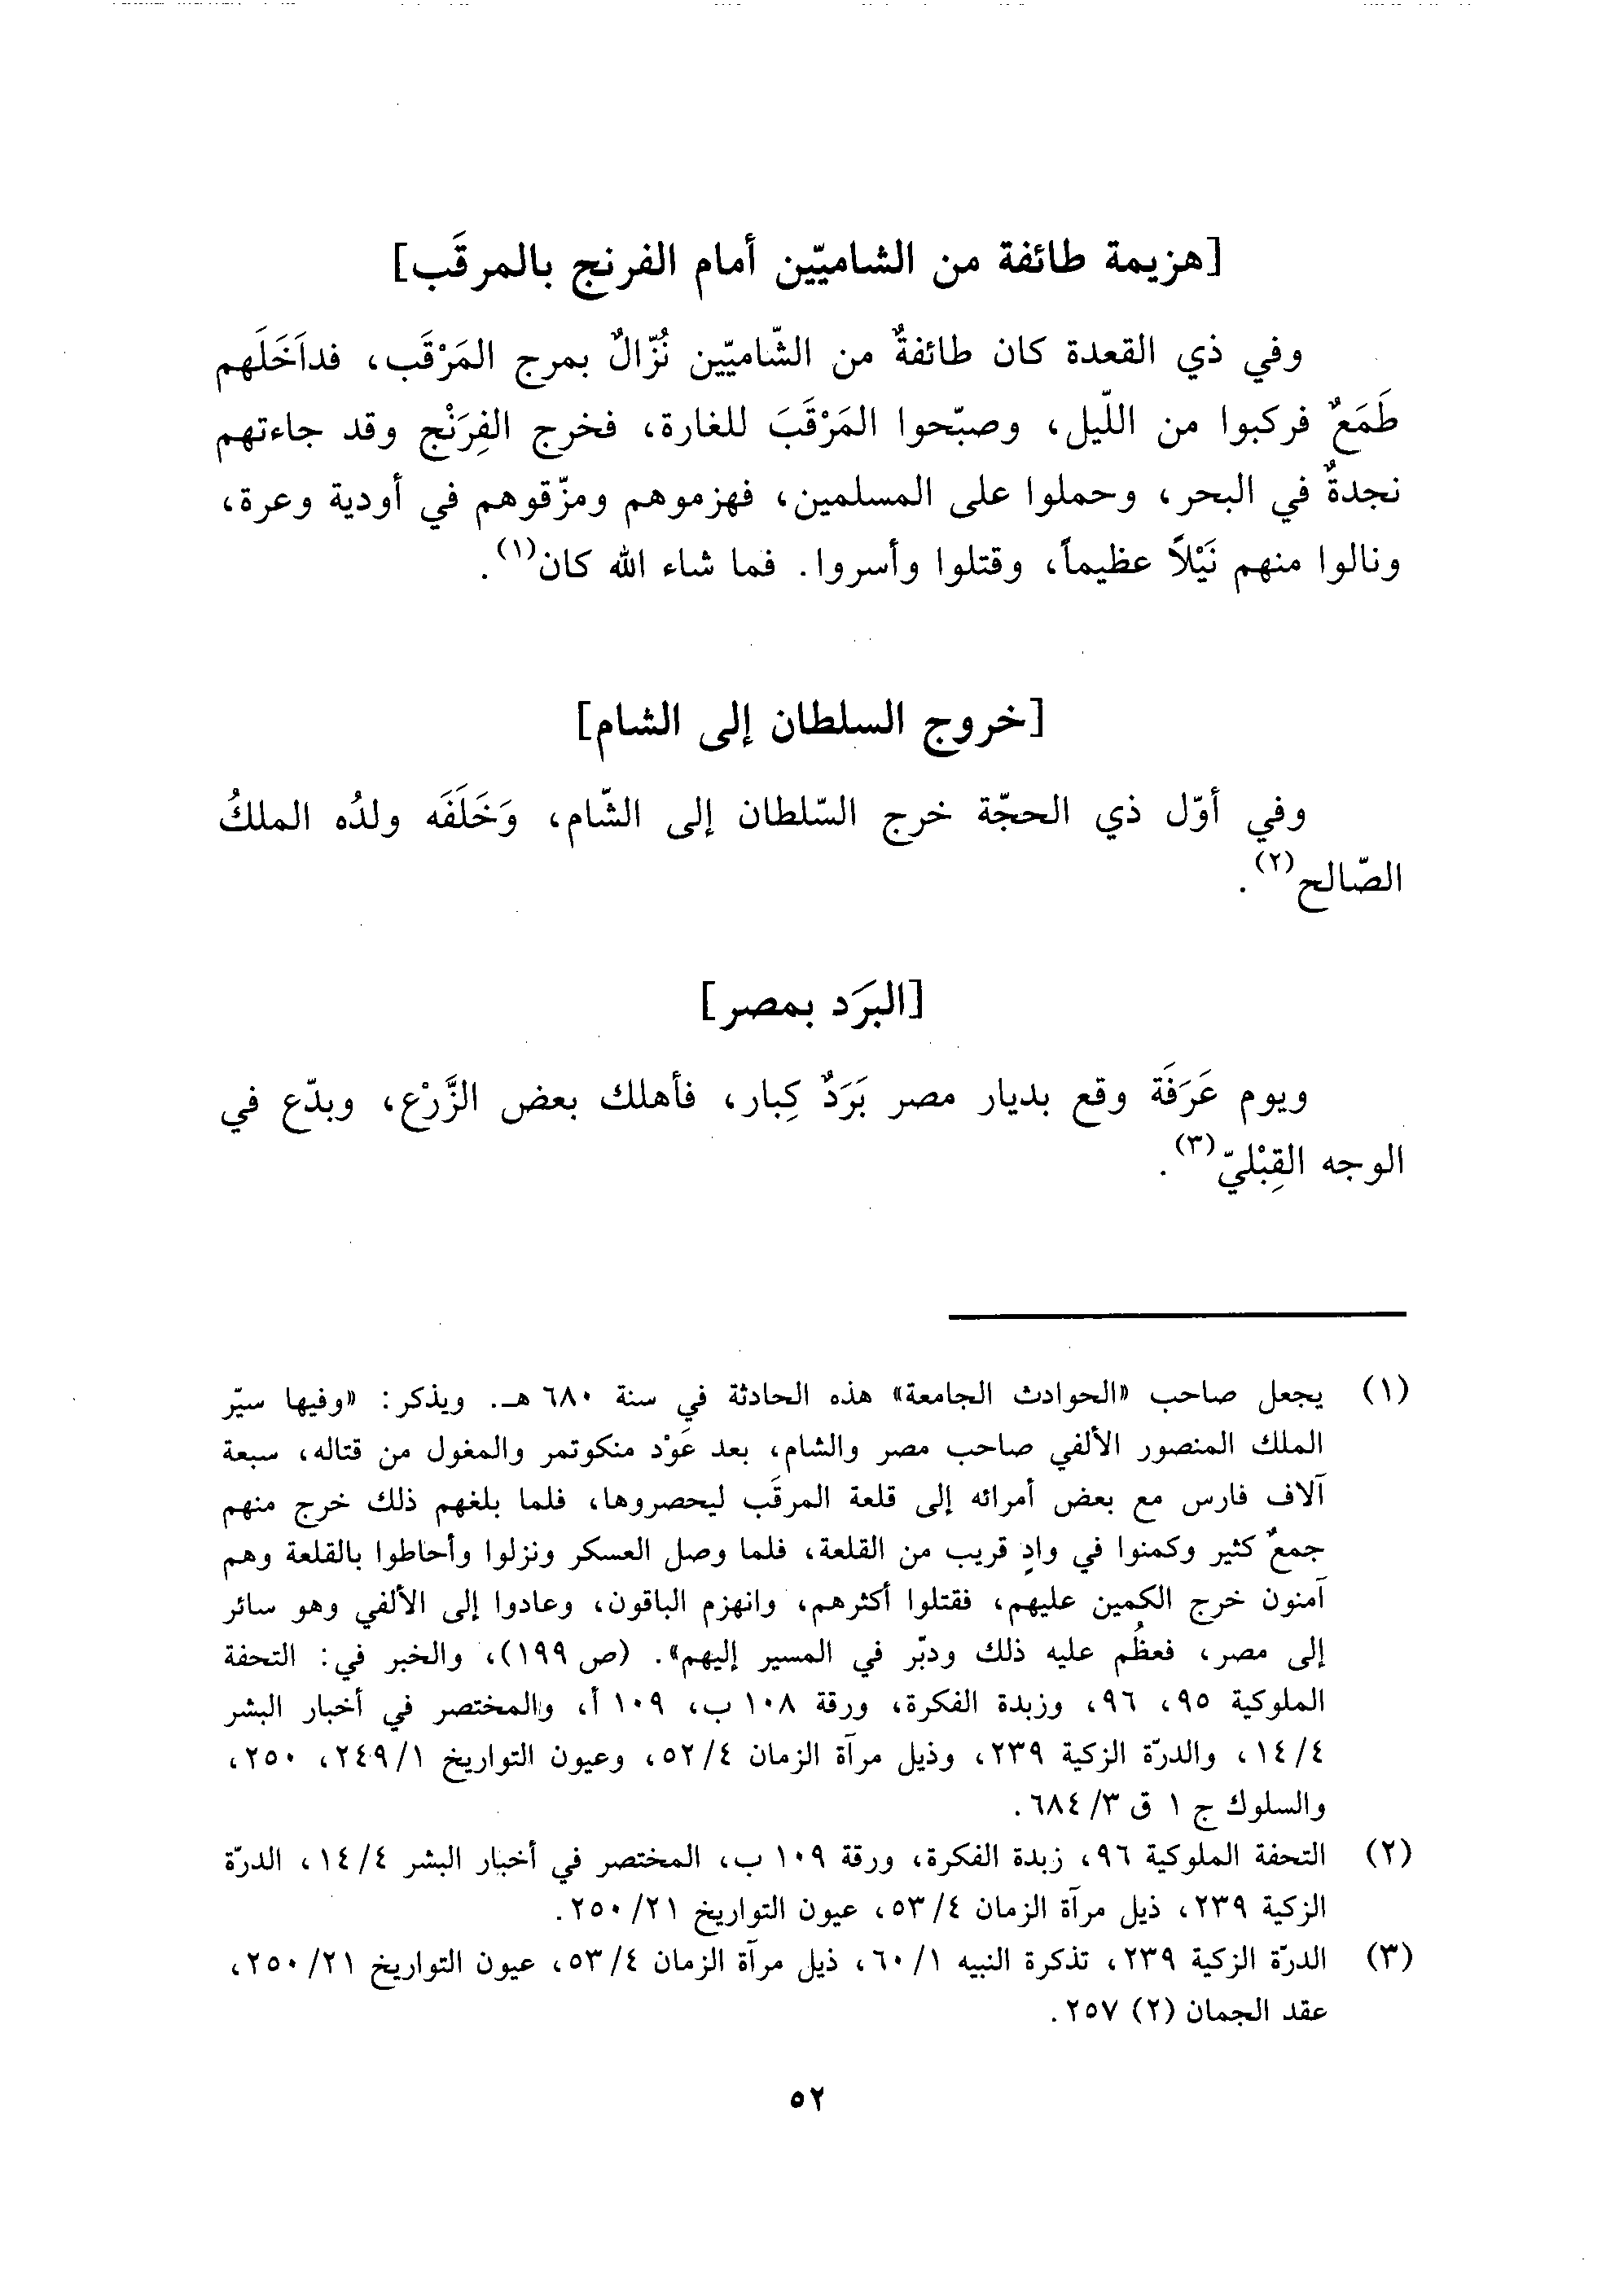 [هزيمة طائفة من الشاميّين أمام الفرنج بالمرقَب]
وفي ذي القعدة كان طائفةٌ من الشّاميّين نُزّالٌ بمرج المَرْقَب، فداَخَلَهم
طَمَعٌ فركبوا من اللّيل، وصبّحوا المَرْقَبَ للغارة، فخرج الفِرَنْج وقد جاءتهم
نجدةٌ في البحر، وحملوا على المسلمين، فهزموهم ومزّقوهم في أودية وعرة،
ونالوا منهم نَيْلاً عظيماً، وقتلوا وأسروا. فما شاء الله كان(١).
[خروج السلطان إلى الشام]
وفي أوّل ذي الحجّة خرج السّلطان إلى الشّام، وَخَلَفَه ولدُه الملكُ
الصّالح(٢).
[البرَد بمصر]
ويوم عَرَفَة وقع بديار مصر بَرَدٌ كِبار، فأهلك بعض الزَّرْع، وبدّع في
الوجه القِبْليّ(٣).
(١) يجعل صاحب «الحوادث الجامعة» هذه الحادثة في سنة ٦٨٠ هـ. ويذكر: «وفيها سيّر
الملك المنصور الألفي صاحب مصر والشام، بعد عَوْد منكوتمر والمغول من قتاله، سبعة
آلاف فارس مع بعض أمرائه إلى قلعة المرقَب ليحصروها، فلما بلغهم ذلك خرج منهم
جمعٌ كثير وكمنوا في وادٍ قريب من القلعة، فلما وصل العسكر ونزلوا وأحاطوا بالقلعة وهم
آمنون خرج الكمين عليهم، فقتلوا أكثرهم، وانهزم الباقون، وعادوا إلى الألفي وهو سائر
إلى مصر، فعظُم عليه ذلك ودبّر في المسير إليهم». (ص ١٩٩)، والخبر في: التحفة
الملوكية ٩٥، ٩٦، وزبدة الفكرة، ورقة ١٠٨ ب، ١٠٩ أ، والمختصر في أخبار البشر
١٤/٤، والدرّة الزكية ٢٣٩، وذيل مرآة الزمان ٥٢/٤، وعيون التواريخ ٢٤٩/١، ٢٥٠،
والسلوك ج ١ ق ٦٨٤/٣.
(٢) التحفة الملوكية ٩٦، زبدة الفكرة، ورقة ١٠٩ ب، المختصر في أخبار البشر ١٤/٤، الدرّة
الزكية ٢٣٩، ذيل مرآة الزمان ٥٣/٤، عيون التواريخ ٢٥٠/٢١.
(٣) الدرّة الزكية ٢٣٩، تذكرة النبيه ٦٠/١، ذيل مرآة الزمان ٥٣/٤، عيون التواريخ ٢٥٠/٢١،
عقد الجمان (٢) ٢٥٧.
٥٢